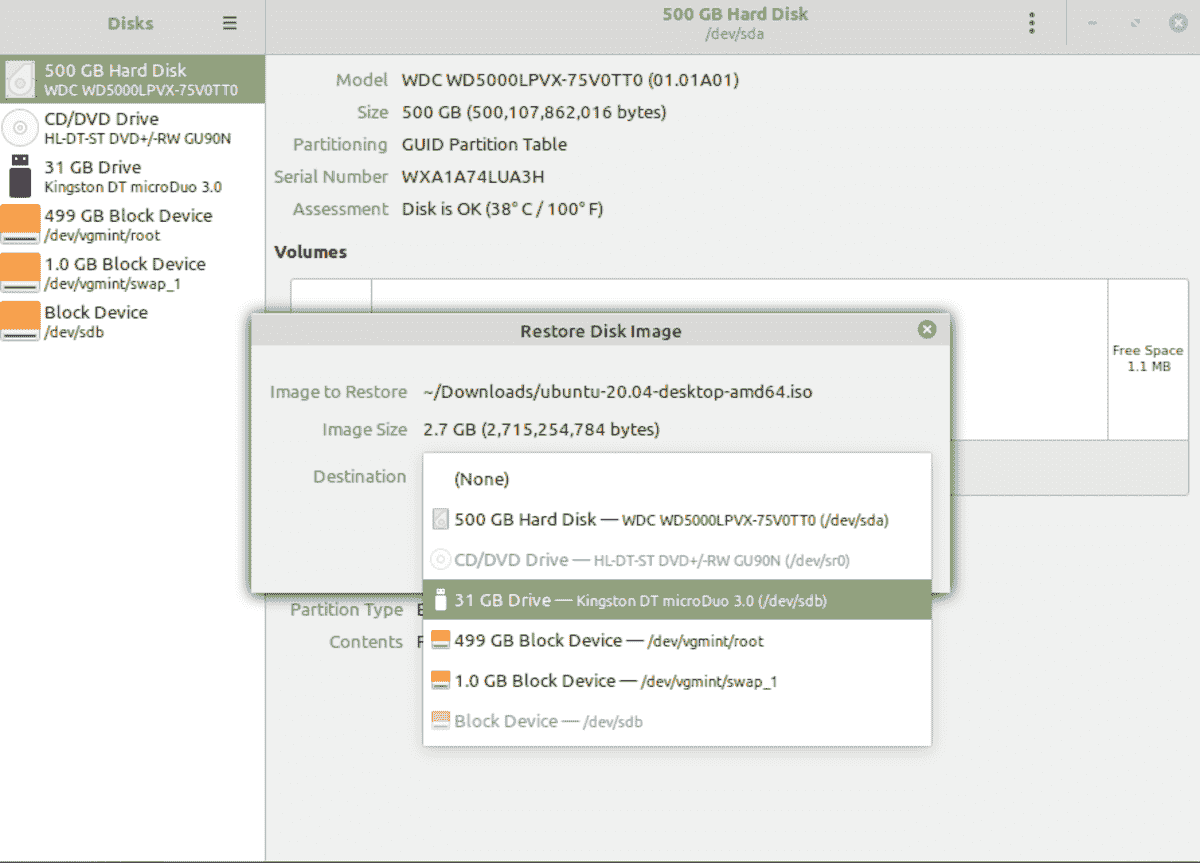 Disks
500 GB Hard Disk
/dev/sda
500 GB Hard Disk
WDC WD5000LPVX-75V0TT0
CD/DVD Drive
HL-DT-ST DVD+/-RW GU90N
31 GB Drive
Kingston DT microDuo 3.0
499 GB Block Device
/dev/vgmint/root
1.0 GB Block Device
/dev/vgmint/swap_1
Block Device
/dev/sdb
Model WDC WD5000LPVX-75V0TT0 (01.01A01)
Size 500 GB (500,107,862,016 bytes)
Partitioning GUID Partition Table
Serial Number WXA1A74LUA3H
Assessment Disk is OK (38° C / 100° F)
Volumes
Free Space
1.1 MB
Restore Disk Image
Image to Restore ~/Downloads/ubuntu-20.04-desktop-amd64.iso
Image Size 2.7 GB (2,715,254,784 bytes)
Destination
(None)
500 GB Hard Disk — WDC WD5000LPVX-75V0TT0 (/dev/sda)
CD/DVD Drive — HL-DT-ST DVD+/-RW GU90N (/dev/sr0)
31 GB Drive — Kingston DT microDuo 3.0 (/dev/sdb)
499 GB Block Device — /dev/vgmint/root
1.0 GB Block Device — /dev/vgmint/swap_1
Block Device — /dev/sdb
Partition Type
Contents